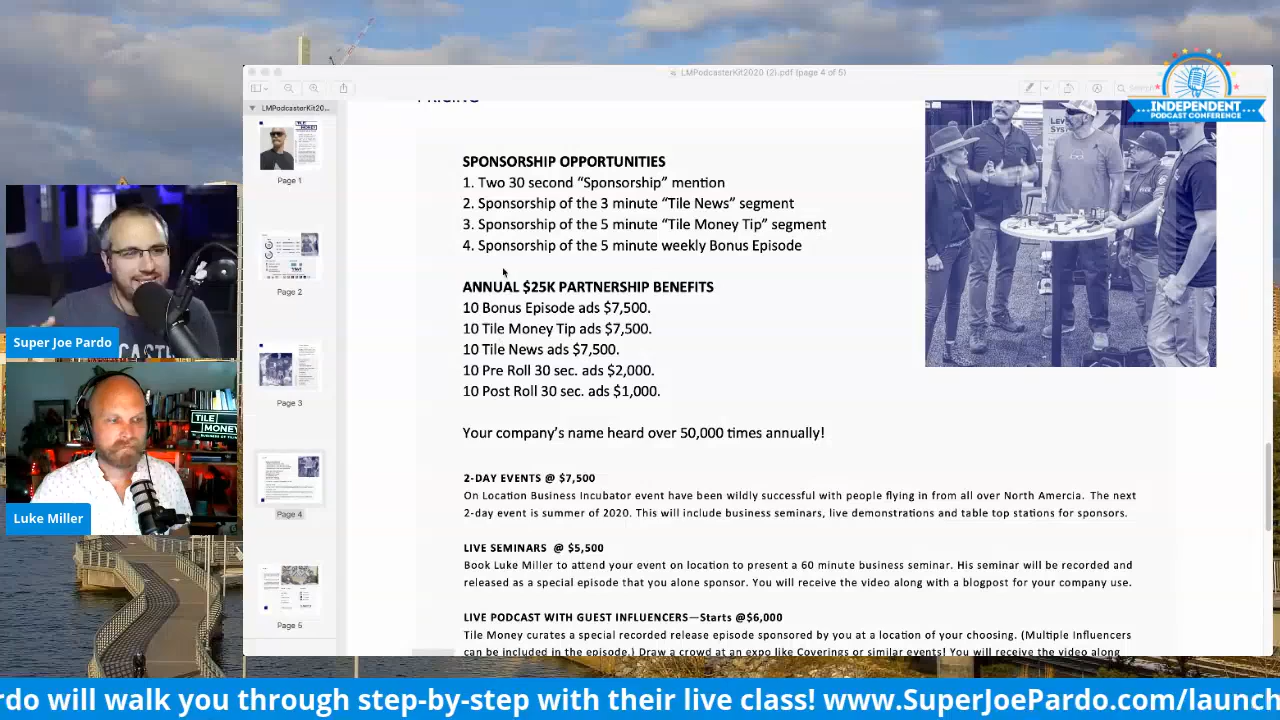 LMPodcasterKit2020 (2).pdf (page 4 of 5)
LMPodcasterKit20...
Page 1
Page 2
Page 3
Page 4
Page 5
PRICING
SPONSORSHIP OPPORTUNITIES
1. Two 30 second “Sponsorship” mention
2. Sponsorship of the 3 minute “Tile News” segment
3. Sponsorship of the 5 minute “Tile Money Tip” segment
4. Sponsorship of the 5 minute weekly Bonus Episode
ANNUAL $25K PARTNERSHIP BENEFITS
10 Bonus Episode ads $7,500.
10 Tile Money Tip ads $7,500.
10 Tile News ads $7,500.
10 Pre Roll 30 sec. ads $2,000.
10 Post Roll 30 sec. ads $1,000.
Your company’s name heard over 50,000 times annually!
2-DAY EVENTS @ $7,500
On Location Business Incubator event have been wildly successful with people flying in from all over North Amercia. The next
2-day event is summer of 2020. This will include business seminars, live demonstrations and table top stations for sponsors.
LIVE SEMINARS @ $5,500
Book Luke Miller to attend your event on location to present a 60 minute business seminar. His seminar will be recorded and
released as a special episode that you alone sponsor. You will receive the video along with a blogpost for your company use.
LIVE PODCAST WITH GUEST INFLUENCERS—Starts @$6,000
Tile Money curates a special recorded release episode sponsored by you at a location of your choosing. (Multiple Influencers
can be included in the episode.) Draw a crowd at an expo like Coverings or similar events! You will receive the video along
INDEPENDENT
PODCAST CONFERENCE
Super Joe Pardo
TILE
MONEY
Luke Miller
rdo will walk you through step-by-step with their live class! www.SuperJoePardo.com/launch